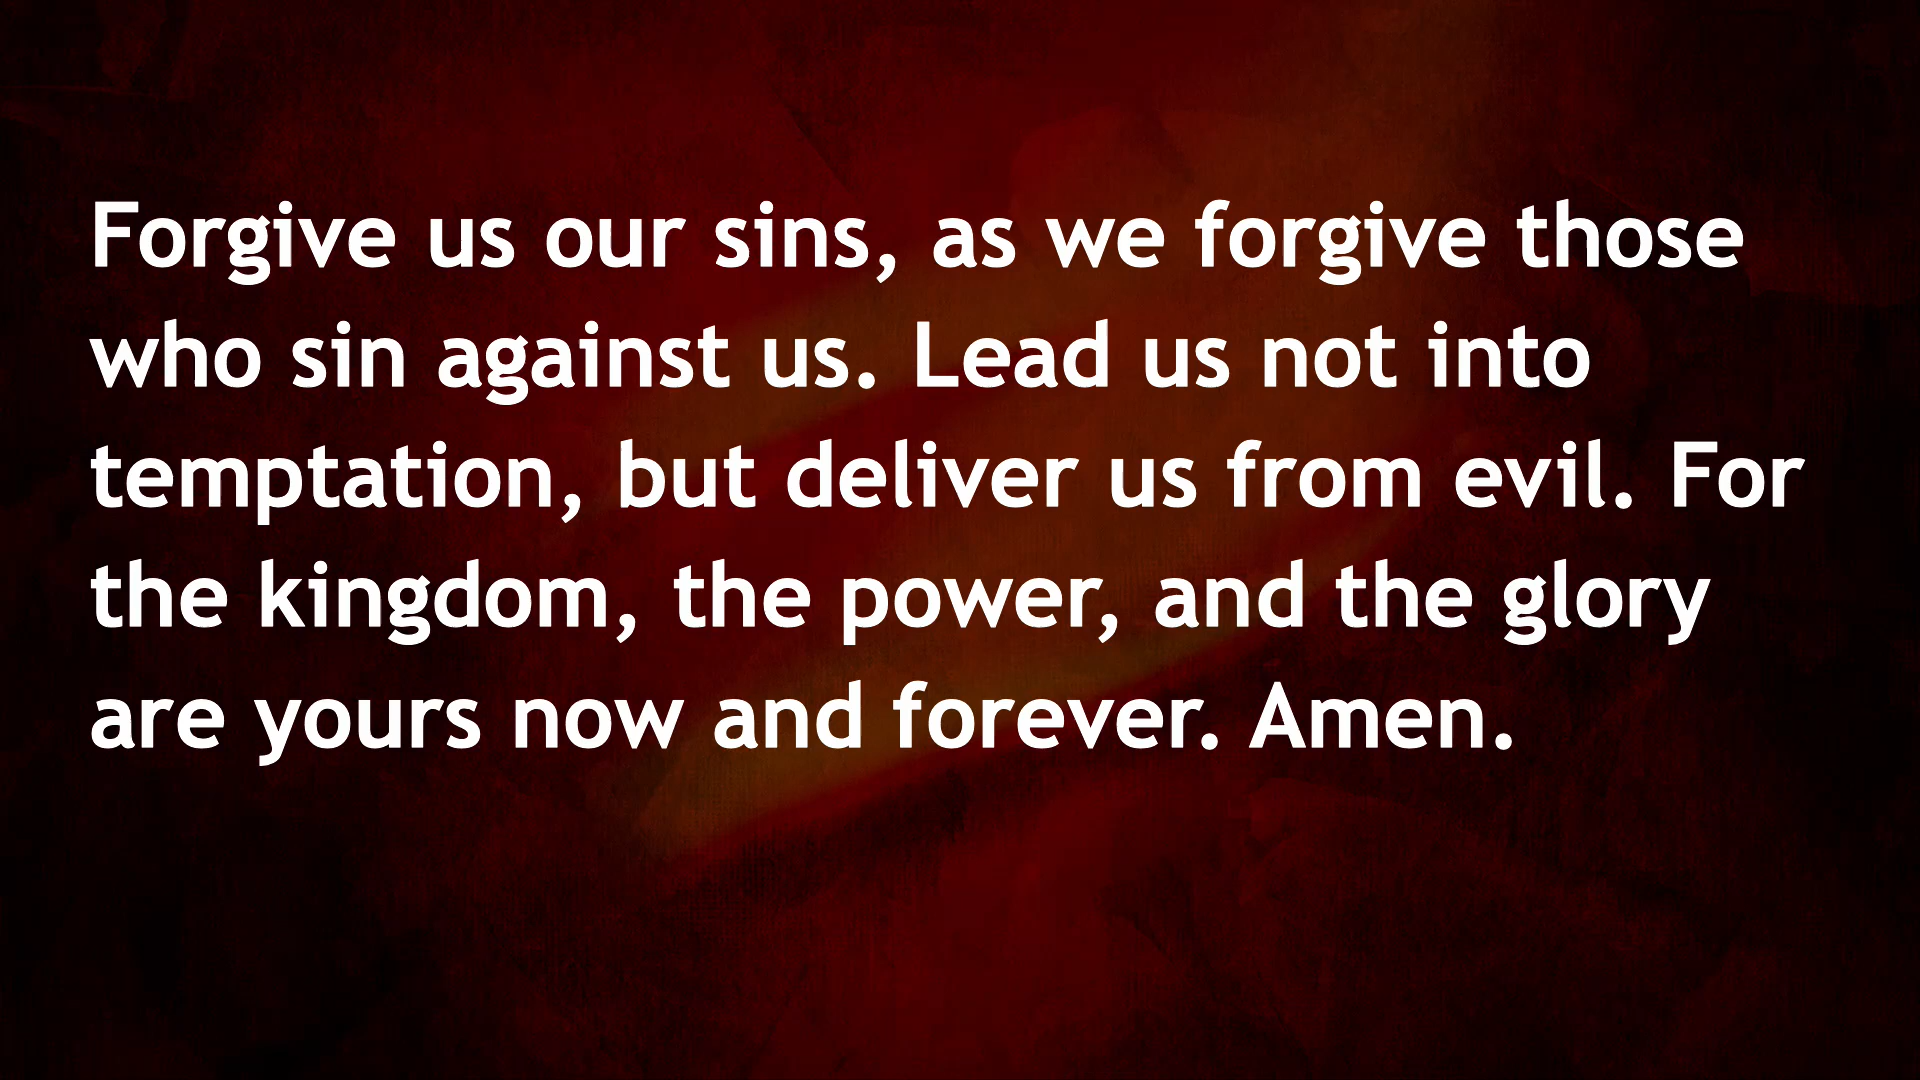 Forgive us our sins, as we forgive those
who sin against us. Lead us not into
temptation, but deliver us from evil. For
the kingdom, the power, and the glory
are yours now and forever. Amen.